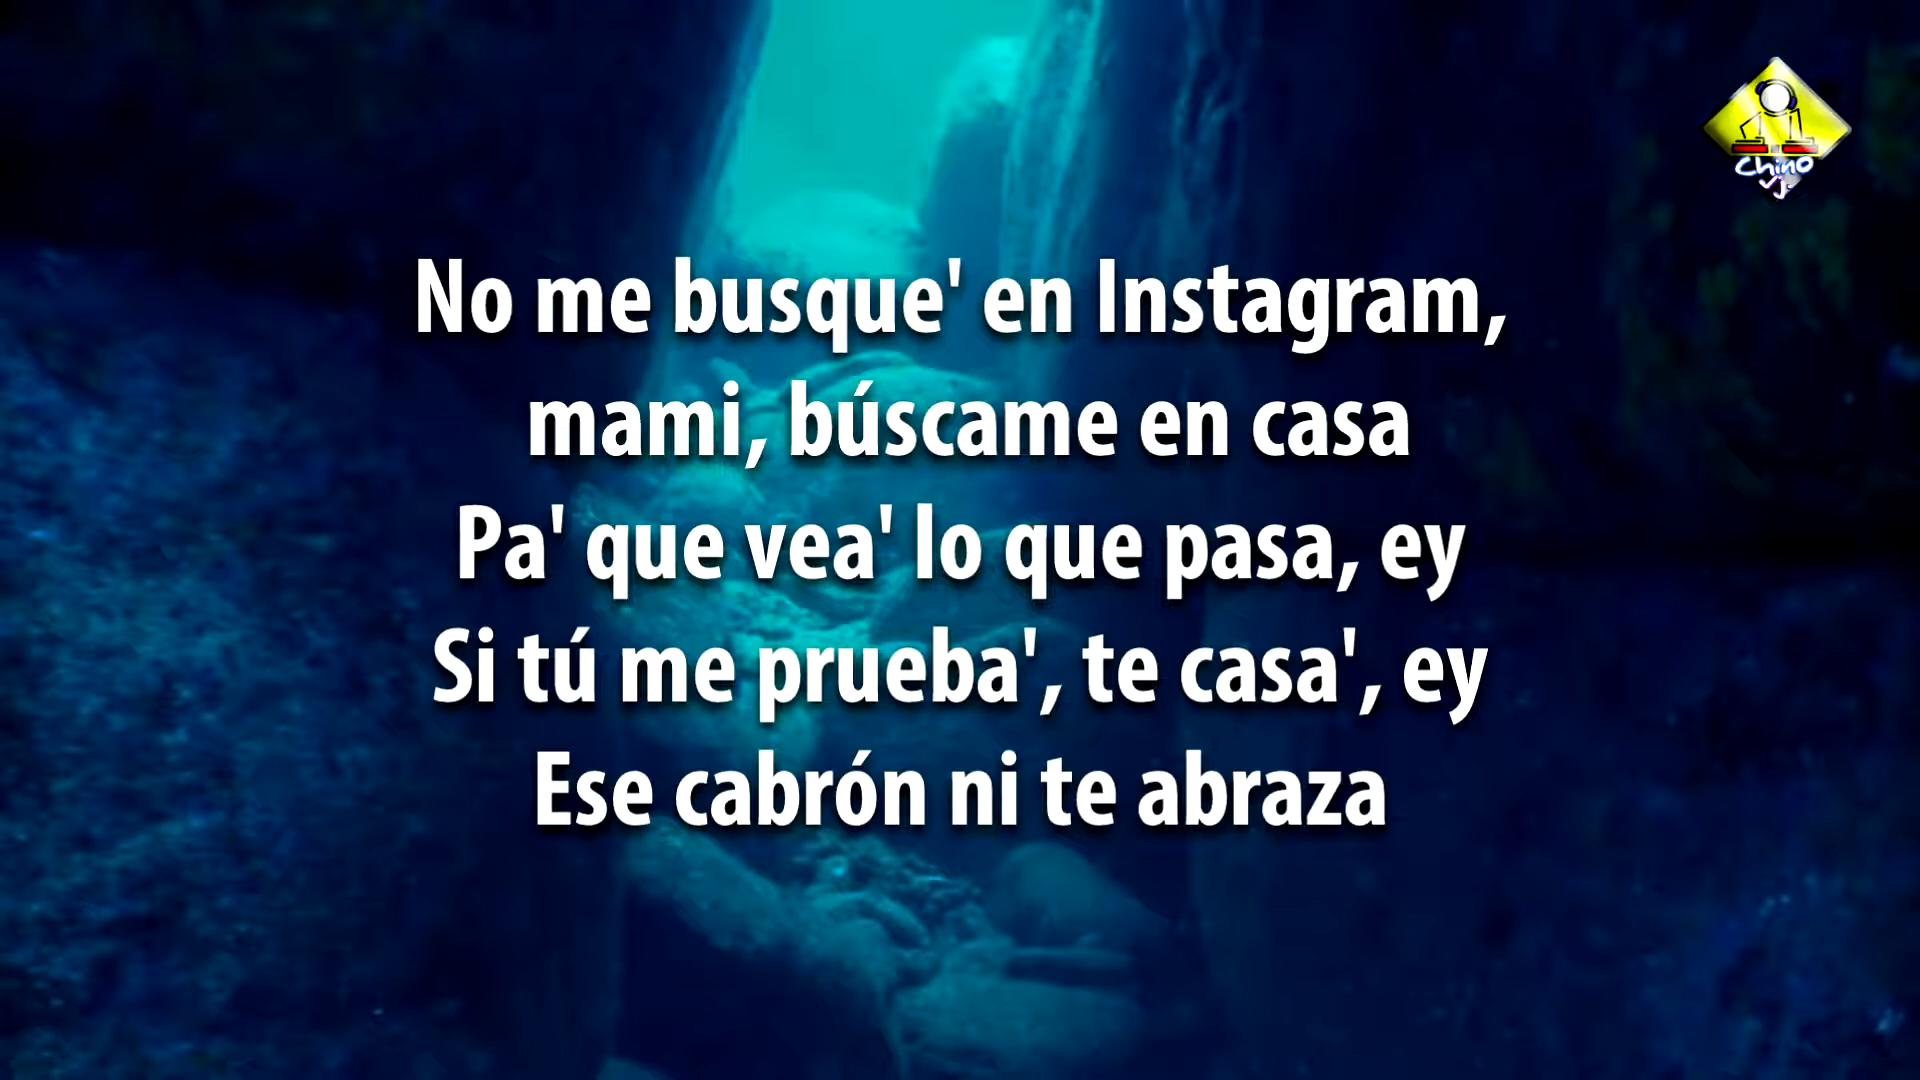 No me busque' en Instagram,
mami, búscame en casa
Pa' que vea' lo que pasa, ey
Si tú me prueba', te casa', ey
Ese cabrón ni te abraza
Chino
vj.